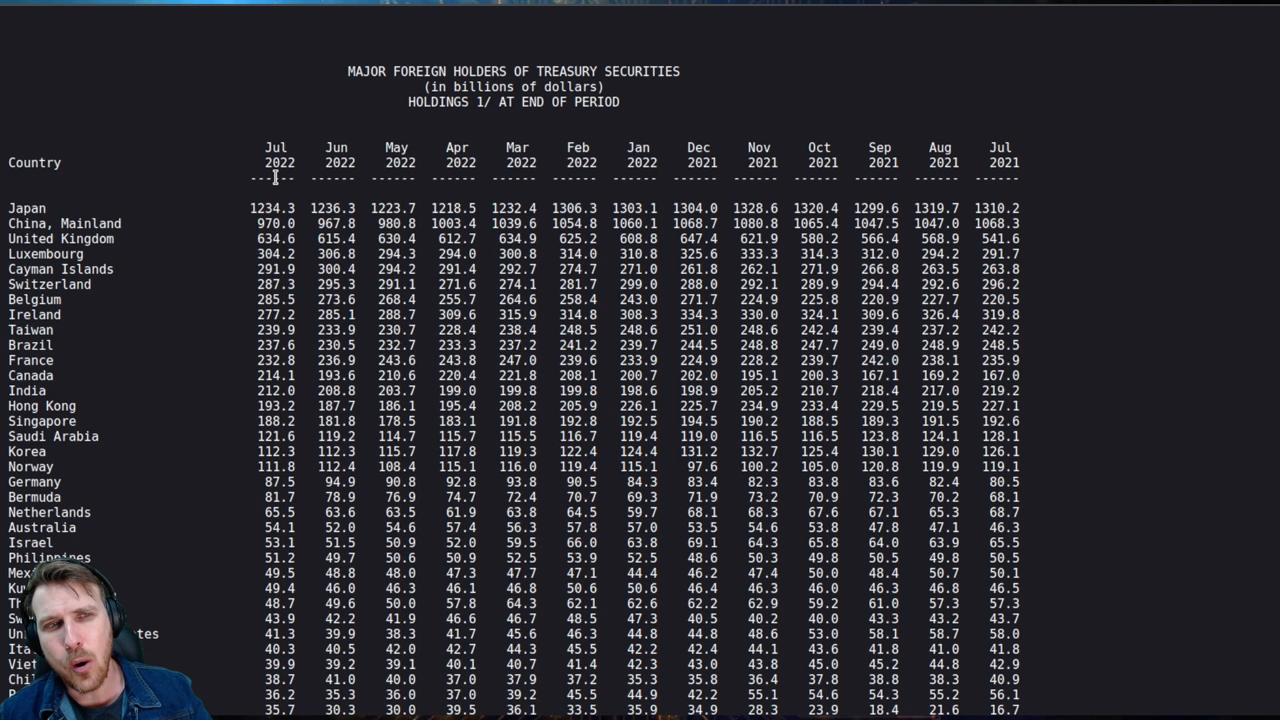 MAJOR FOREIGN HOLDERS OF TREASURY SECURITIES
(in billions of dollars)
HOLDINGS 1/ AT END OF PERIOD
Jul Jun May Apr Mar Feb Jan Dec Nov Oct Sep Aug Jul
Country 2022 2022 2022 2022 2022 2022 2022 2021 2021 2021 2021 2021 2021
------ ------ ------ ------ ------ ------ ------ ------ ------ ------ ------ ------ ------
Japan 1234.3 1236.3 1223.7 1218.5 1232.4 1306.3 1303.1 1304.0 1328.6 1320.4 1299.6 1319.7 1310.2
China, Mainland 970.0 967.8 980.8 1003.4 1039.6 1054.8 1060.1 1068.7 1080.8 1065.4 1047.5 1047.0 1068.3
United Kingdom 634.6 615.4 630.4 612.7 634.9 625.2 608.8 647.4 621.9 580.2 566.4 568.9 541.6
Luxembourg 304.2 306.8 294.3 294.0 300.8 314.0 310.8 325.6 333.3 314.3 312.0 294.2 291.7
Cayman Islands 291.9 300.4 294.2 291.4 292.7 274.7 271.0 261.8 262.1 271.9 266.8 263.5 263.8
Switzerland 287.3 295.3 291.1 271.6 274.1 281.7 299.0 288.0 292.1 289.9 294.4 292.6 296.2
Belgium 285.5 273.6 268.4 255.7 264.6 258.4 243.0 271.7 224.9 225.8 220.9 227.7 220.5
Ireland 277.2 285.1 288.7 309.6 315.9 314.8 308.3 334.3 330.0 324.1 309.6 326.4 319.8
Taiwan 239.9 233.9 230.7 228.4 238.4 248.5 248.6 251.0 248.6 242.4 239.4 237.2 242.2
Brazil 237.6 230.5 232.7 233.3 237.2 241.2 239.7 244.5 248.8 247.7 249.0 248.9 248.5
France 232.8 236.9 243.6 243.8 247.0 239.6 233.9 224.9 228.2 239.7 242.0 238.1 235.9
Canada 214.1 193.6 210.6 220.4 221.8 208.1 200.7 202.0 195.1 200.3 167.1 169.2 167.0
India 212.0 208.8 203.7 199.0 199.8 199.8 198.6 198.9 205.2 210.7 218.4 217.0 219.2
Hong Kong 193.2 187.7 186.1 195.4 208.2 205.9 226.1 225.7 234.9 233.4 229.5 219.5 227.1
Singapore 188.2 181.8 178.5 183.1 191.8 192.8 192.5 194.5 190.2 188.5 189.3 191.5 192.6
Saudi Arabia 121.6 119.2 114.7 115.7 115.5 116.7 119.4 119.0 116.5 116.5 123.8 124.1 128.1
Korea 112.3 112.3 115.7 117.8 119.3 122.4 124.4 131.2 132.7 125.4 130.1 129.0 126.1
Norway 111.8 112.4 108.4 115.1 116.0 119.4 115.1 97.6 100.2 105.0 120.8 119.9 119.1
Germany 87.5 94.9 90.8 92.8 93.8 90.5 84.3 83.4 82.3 83.8 83.6 82.4 80.5
Bermuda 81.7 78.9 76.9 74.7 72.4 70.7 69.3 71.9 73.2 70.9 72.3 70.2 68.1
Netherlands 65.5 63.6 63.5 61.9 63.8 64.5 59.7 68.1 68.3 67.6 67.1 65.3 68.7
Australia 54.1 52.0 54.6 57.4 56.3 57.8 57.0 53.5 54.6 53.8 47.8 47.1 46.3
Israel 53.1 51.5 50.9 52.0 59.5 66.0 63.8 69.1 64.3 65.8 64.0 63.9 65.5
Philippines 51.2 49.7 50.6 50.9 52.5 53.9 52.5 48.6 50.3 49.8 50.5 49.8 50.5
49.5 48.8 48.0 47.3 47.7 47.1 44.4 46.2 47.4 50.0 48.4 50.7 50.1
49.4 46.0 46.3 46.1 46.8 50.6 50.6 46.4 46.3 46.0 46.8 46.8 46.5
48.7 49.6 50.0 57.8 64.3 62.1 62.6 62.2 62.9 59.2 61.0 57.3 57.3
43.9 42.2 41.9 46.6 46.7 48.5 47.3 40.5 40.2 40.0 43.3 43.2 43.7
41.3 39.9 38.3 41.7 45.6 46.3 44.8 44.8 48.6 53.0 58.1 58.7 58.0
40.3 40.5 42.0 42.7 44.3 45.5 42.2 42.4 44.1 43.6 41.8 41.0 41.8
39.9 39.2 39.1 40.1 40.7 41.4 42.3 43.0 43.8 45.0 45.2 44.8 42.9
38.7 41.0 40.0 37.0 37.9 37.2 35.3 35.8 36.4 37.8 38.8 38.3 40.9
36.2 35.3 36.0 37.0 39.2 45.5 44.9 42.2 55.1 54.6 54.3 55.2 56.1
35.7 30.3 30.0 39.5 36.1 33.5 35.9 34.9 28.3 23.9 18.4 21.6 16.7